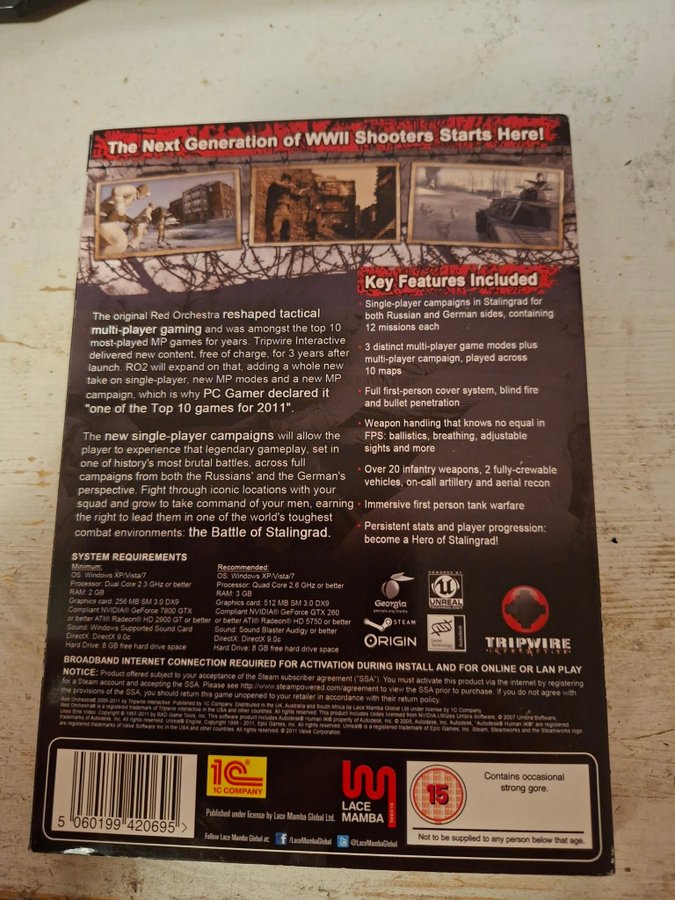 The Next Generation of WWII Shooters Starts Here!
The original Red Orchestra reshaped tactical
multi-player gaming and was amongst the top 10
most-played MP games for years. Tripwire Interactive
delivered new content, free of charge, for 3 years after
launch. RO2 will expand on that, adding a whole new
take on single-player, new MP modes and a new MP
campaign, which is why PC Gamer declared it
"one of the Top 10 games for 2011".
The new single-player campaigns will allow the
player to experience that legendary gameplay, set in
one of history's most brutal battles, across full
campaigns from both the Russians' and the German's
perspective. Fight through iconic locations with your
squad and grow to take command of your men, earning
the right to lead them in one of the world's toughest
combat environments: the Battle of Stalingrad.
Key Features Included
Single-player campaigns in Stalingrad for
both Russian and German sides, containing
12 missions each
3 distinct multi-player game modes plus
multi-player campaign, played across
10 maps
Full first-person cover system, blind fire
and bullet penetration
Weapon handling that knows no equal in
FPS: ballistics, breathing, adjustable
sights and more
Over 20 infantry weapons, 2 fully-crewable
vehicles, on-call artillery and aerial recon
Immersive first person tank warfare
Persistent stats and player progression:
become a Hero of Stalingrad!
SYSTEM REQUIREMENTS
Minimum:
OS: Windows XP/Vista/7
Processor: Dual Core 2.3 GHz or better
RAM: 2 GB
Graphics card: 256 MB SM 3.0 DX9
Compliant NVIDIA® GeForce 7800 GTX
or better ATI® Radeon® HD 2900 GT or better
Sound: Windows Supported Sound Card
DirectX: DirectX 9.0c
Hard Drive: 8 GB free hard drive space
Recommended:
OS: Windows XP/Vista/7
Processor: Quad Core 2.6 GHz or better
RAM: 3 GB
Graphics card: 512 MB SM 3.0 DX9
Compliant NVIDIA® GeForce GTX 260
or better ATI® Radeon® HD 5750 or better
Sound: Sound Blaster Audigy or better
DirectX: DirectX 9.0c
Hard Drive: 8 GB free hard drive space
Georgia
POWERED BY
UNREAL
TECHNOLOGY
STEAM
ORIGIN
Autodesk
TRIPWIRE
INTERACTIVE
BROADBAND INTERNET CONNECTION REQUIRED FOR ACTIVATION DURING INSTALL AND FOR ONLINE OR LAN PLAY
NOTICE: Product offered subject to your acceptance of the Steam subscriber agreement ("SSA"). You must activate this product via the internet by registering
for a Steam account and accepting the SSA. Please see http://www.steampowered.com/agreement to view the SSA prior to purchase. If you do not agree with
the provisions of the SSA, you should return this game unopened to your retailer in accordance with their return policy.
5 060199 420695 >
1C
1C COMPANY
Published under license by Lace Mamba Global Ltd.
Follow Lace Mamba Global at: f /LaceMambaGlobal @LaceMambaGlobal
LACE
MAMBA
15
Contains occasional
strong gore.
Not to be supplied to any person below that age.